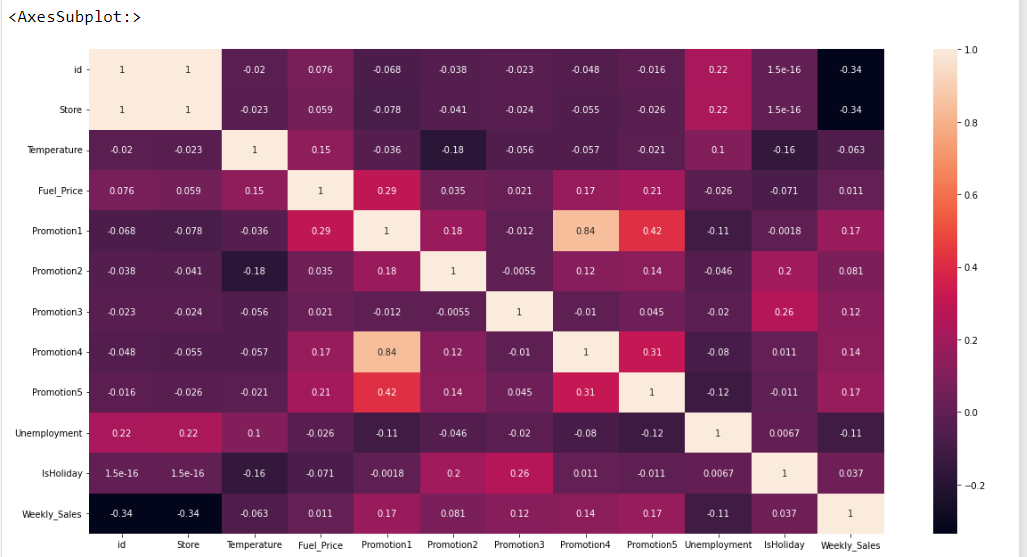 <AxesSubplot:>
id 1 1 -0.02 0.076 -0.068 -0.038 -0.023 -0.048 -0.016 0.22 1.5e-16 -0.34
Store 1 1 -0.023 0.059 -0.078 -0.041 -0.024 -0.055 -0.026 0.22 1.5e-16 -0.34
Temperature -0.02 -0.023 1 0.15 -0.036 -0.18 -0.056 -0.057 -0.021 0.1 -0.16 -0.063
Fuel_Price 0.076 0.059 0.15 1 0.29 0.035 0.021 0.17 0.21 -0.026 -0.071 0.011
Promotion1 -0.068 -0.078 -0.036 0.29 1 0.18 -0.012 0.84 0.42 -0.11 -0.0018 0.17
Promotion2 -0.038 -0.041 -0.18 0.035 0.18 1 -0.0055 0.12 0.14 -0.046 0.2 0.081
Promotion3 -0.023 -0.024 -0.056 0.021 -0.012 -0.0055 1 -0.01 0.045 -0.02 0.26 0.12
Promotion4 -0.048 -0.055 -0.057 0.17 0.84 0.12 -0.01 1 0.31 -0.08 0.011 0.14
Promotion5 -0.016 -0.026 -0.021 0.21 0.42 0.14 0.045 0.31 1 -0.12 -0.011 0.17
Unemployment 0.22 0.22 0.1 -0.026 -0.11 -0.046 -0.02 -0.08 -0.12 1 0.0067 -0.11
IsHoliday 1.5e-16 1.5e-16 -0.16 -0.071 -0.0018 0.2 0.26 0.011 -0.011 0.0067 1 0.037
Weekly_Sales -0.34 -0.34 -0.063 0.011 0.17 0.081 0.12 0.14 0.17 -0.11 0.037 1
id Store Temperature Fuel_Price Promotion1 Promotion2 Promotion3 Promotion4 Promotion5 Unemployment IsHoliday Weekly_Sales
1.0
0.8
0.6
0.4
0.2
0.0
-0.2